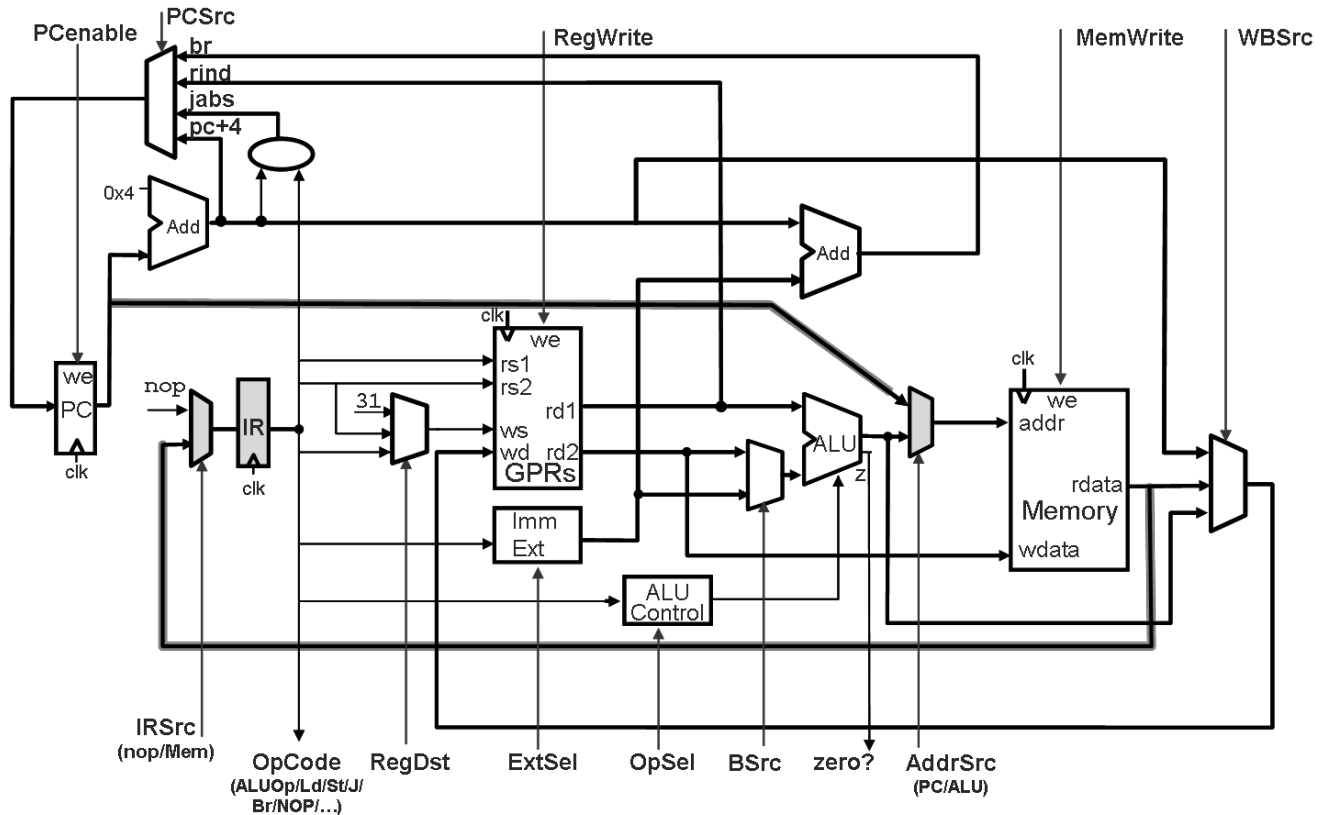 PCSrc
PCenable
RegWrite
MemWrite
WBSrc
br
rind
jabs
pc+4
0x4
Add
Add
clk
we
rs1
rs2
rd1
ws
wd
rd2
GPRs
we
PC
clk
nop
IR
clk
31
ALU
z
clk
we
addr
rdata
Memory
wdata
Imm
Ext
ALU
Control
IRSrc
(nop/Mem)
OpCode
(ALUOp/Ld/St/J/
Br/NOP/…)
RegDst
ExtSel
OpSel
BSrc
zero?
AddrSrc
(PC/ALU)